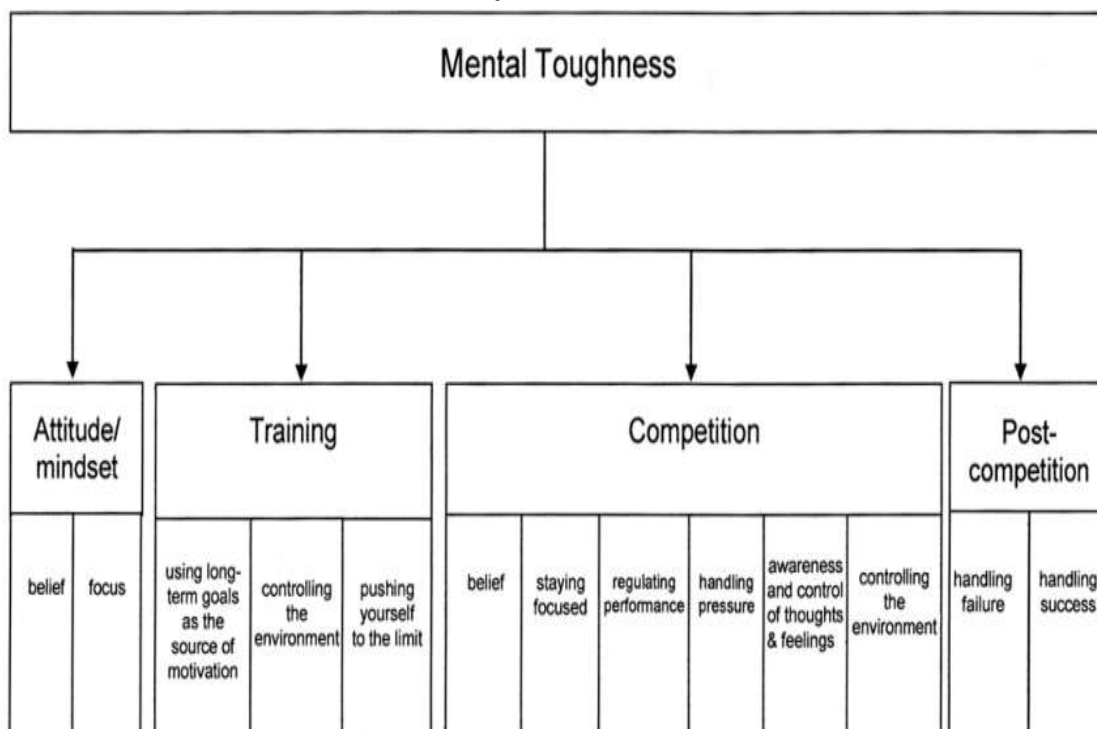 Mental Toughness
Attitude/
mindset
Training
Competition
Post-
competition
belief
focus
using long-
term goals
as the
source of
motivation
controlling
the
environment
pushing
yourself
to the limit
belief
staying
focused
regulating
performance
handling
pressure
awareness
and control
of thoughts
& feelings
controlling
the
environment
handling
failure
handling
success